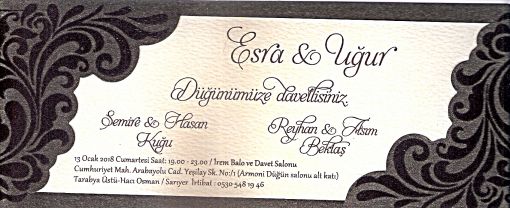 Esra & Uğur
Düğünümüze davetlisiniz.
Şemire & Hasan
Kuğu
Reyhan & Asım
Bektaş
13 Ocak 2018 Cumartesi Saat: 19.00 - 23.00 / İrem Balo ve Davet Salonu
Cumhuriyet Mah. Arabayolu Cad. Yeşilay Sk. No:/1 (Armoni Düğün salonu alt katı)
Tarabya Üstü-Hacı Osman / Sarıyer İrtibat : 0530 548 19 46